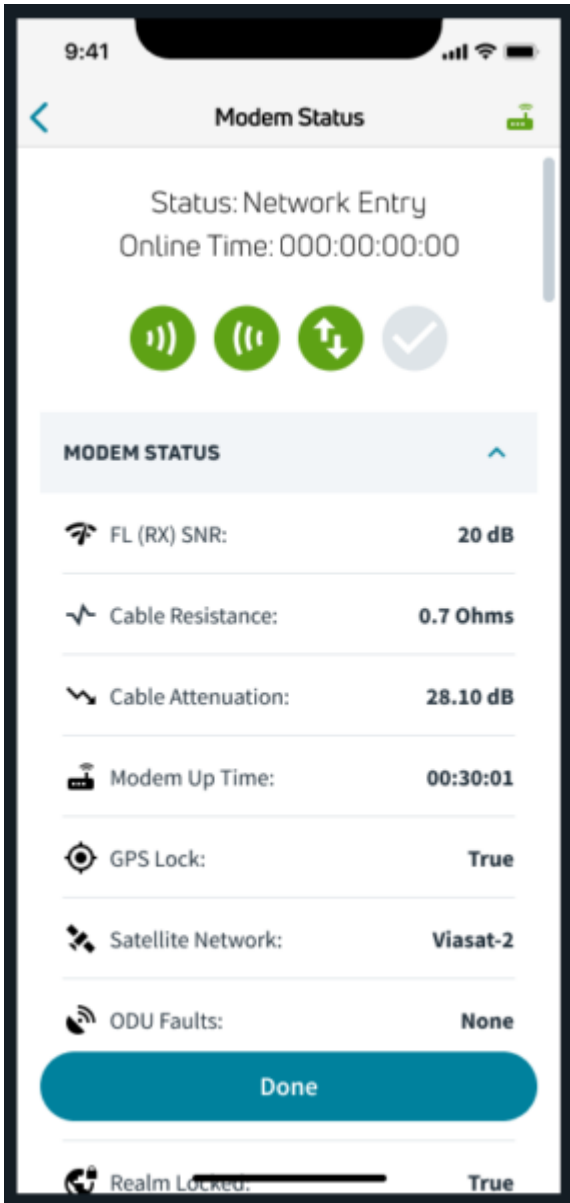 9:41
Modem Status
Status: Network Entry
Online Time: 000:00:00:00
MODEM STATUS
FL (RX) SNR: 20 dB
Cable Resistance: 0.7 Ohms
Cable Attenuation: 28.10 dB
Modem Up Time: 00:30:01
GPS Lock: True
Satellite Network: Viasat-2
ODU Faults: None
Done
Realm Locked: True